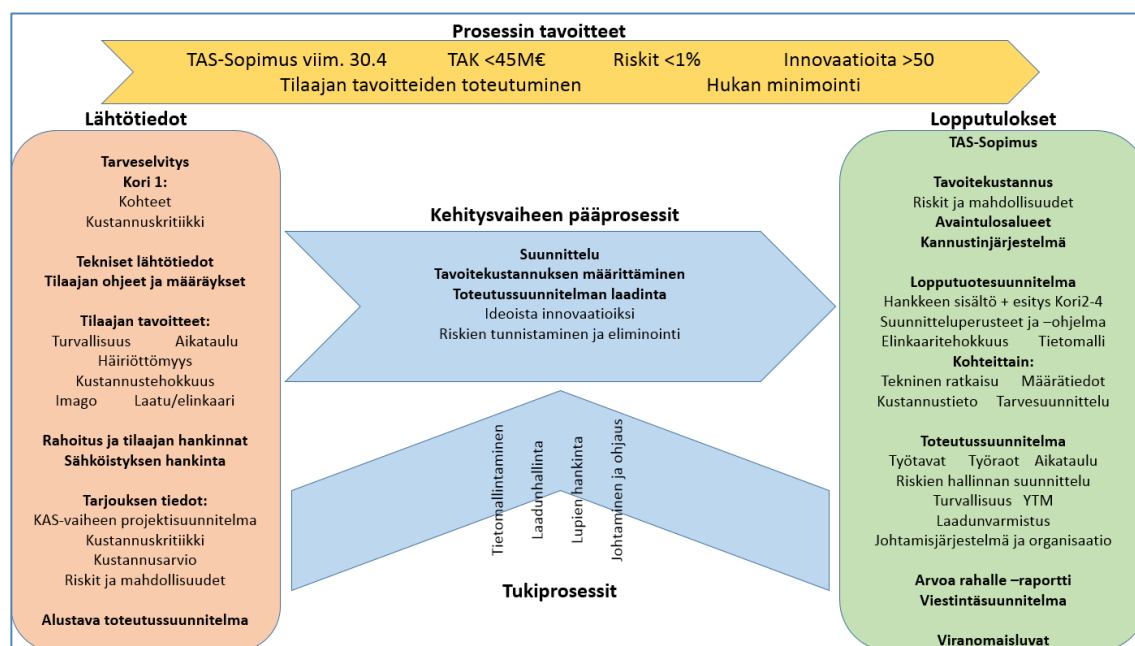 Prosessin tavoitteet
TAS-Sopimus viim. 30.4 TAK <45M€ Riskit <1% Innovaatioita >50
Tilaajan tavoitteiden toteutuminen Hukan minimointi
Lähtötiedot
Tarveselvitys
Kori 1:
Kohteet
Kustannuskritiikki
Tekniset lähtötiedot
Tilaajan ohjeet ja määräykset
Tilaajan tavoitteet:
Turvallisuus Aikataulu
Häiriöttömyys
Kustannustehokkuus
Imago Laatu/elinkaari
Rahoitus ja tilaajan hankinnat
Sähköistyksen hankinta
Tarjouksen tiedot:
KAS-vaiheen projektisuunnitelma
Kustannuskritiikki
Kustannusarvio
Riskit ja mahdollisuudet
Alustava toteutussuunnitelma
Kehitysvaiheen pääprosessit
Suunnittelu
Tavoitekustannuksen määrittäminen
Toteutussuunnitelman laadinta
Ideoista innovaatioiksi
Riskien tunnistaminen ja eliminointi
Tietomallintaminen
Laadunhallinta
Lupien hankinta
Johtaminen ja ohjaus
Tukiprosessit
Lopputulokset
TAS-Sopimus
Tavoitekustannus
Riskit ja mahdollisuudet
Avaintulosalueet
Kannustinjärjestelmä
Lopputuotesuunnitelma
Hankkeen sisältö + esitys Kori2-4
Suunnitteluperusteet ja –ohjelma
Elinkaaritehokkuus Tietomalli
Kohteittain:
Tekninen ratkaisu Määrätiedot
Kustannustieto Tarvesuunnittelu
Toteutussuunnitelma
Työtavat Työraot Aikataulu
Riskien hallinnan suunnittelu
Turvallisuus YTM
Laadunvarmistus
Johtamisjärjestelmä ja organisaatio
Arvoa rahalle –raportti
Viestintäsuunnitelma
Viranomaisluvat